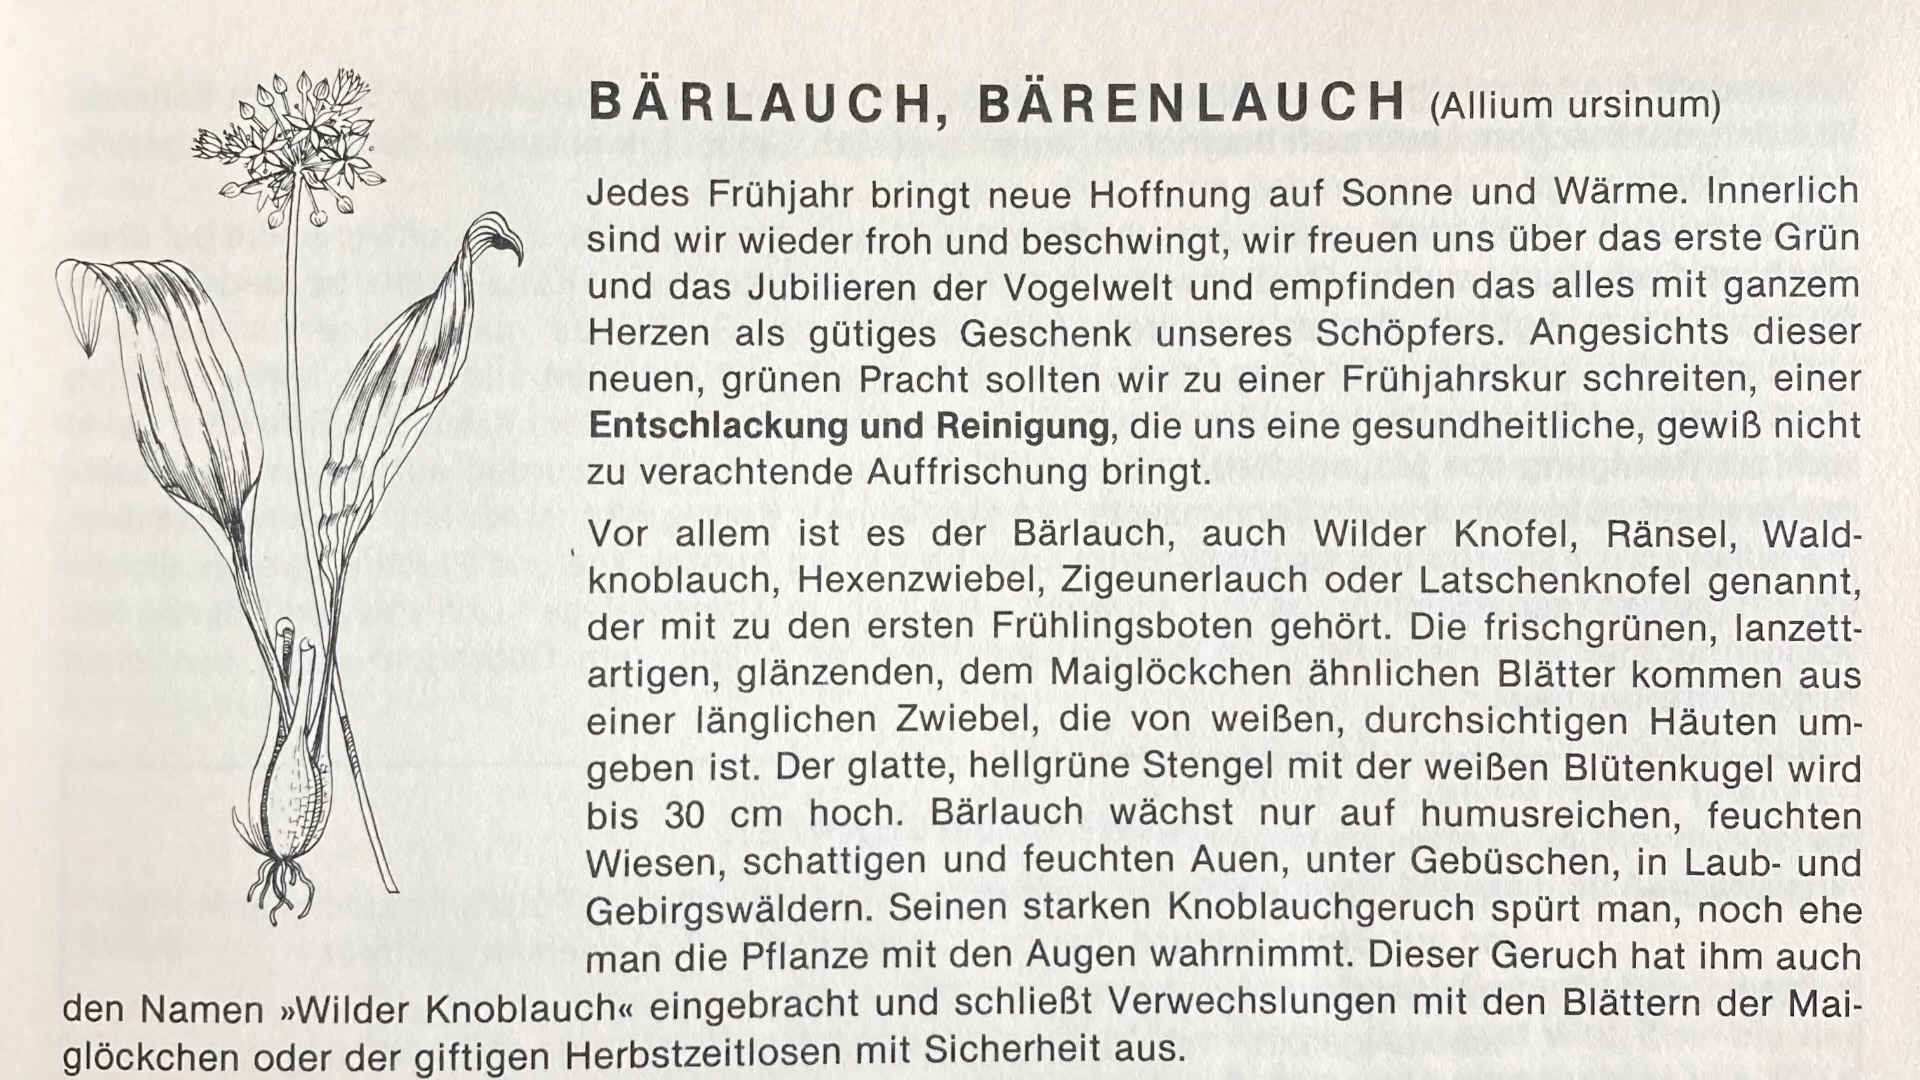 BÄRLAUCH, BÄRENLAUCH (Allium ursinum)
Jedes Frühjahr bringt neue Hoffnung auf Sonne und Wärme. Innerlich
sind wir wieder froh und beschwingt, wir freuen uns über das erste Grün
und das Jubilieren der Vogelwelt und empfinden das alles mit ganzem
Herzen als gütiges Geschenk unseres Schöpfers. Angesichts dieser
neuen, grünen Pracht sollten wir zu einer Frühjahrskur schreiten, einer
Entschlackung und Reinigung, die uns eine gesundheitliche, gewiß nicht
zu verachtende Auffrischung bringt.
Vor allem ist es der Bärlauch, auch Wilder Knofel, Ränsel, Wald-
knoblauch, Hexenzwiebel, Zigeunerlauch oder Latschenknofel genannt,
der mit zu den ersten Frühlingsboten gehört. Die frischgrünen, lanzett-
artigen, glänzenden, dem Maiglöckchen ähnlichen Blätter kommen aus
einer länglichen Zwiebel, die von weißen, durchsichtigen Häuten um-
geben ist. Der glatte, hellgrüne Stengel mit der weißen Blütenkugel wird
bis 30 cm hoch. Bärlauch wächst nur auf humusreichen, feuchten
Wiesen, schattigen und feuchten Auen, unter Gebüschen, in Laub- und
Gebirgswäldern. Seinen starken Knoblauchgeruch spürt man, noch ehe
man die Pflanze mit den Augen wahrnimmt. Dieser Geruch hat ihm auch
den Namen »Wilder Knoblauch« eingebracht und schließt Verwechslungen mit den Blättern der Mai-
glöckchen oder der giftigen Herbstzeitlosen mit Sicherheit aus.